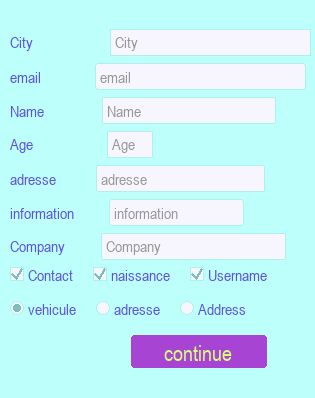 City City
email email
Name Name
Age Age
adresse adresse
information information
Company Company
Contact naissance Username
vehicule adresse Address
continue